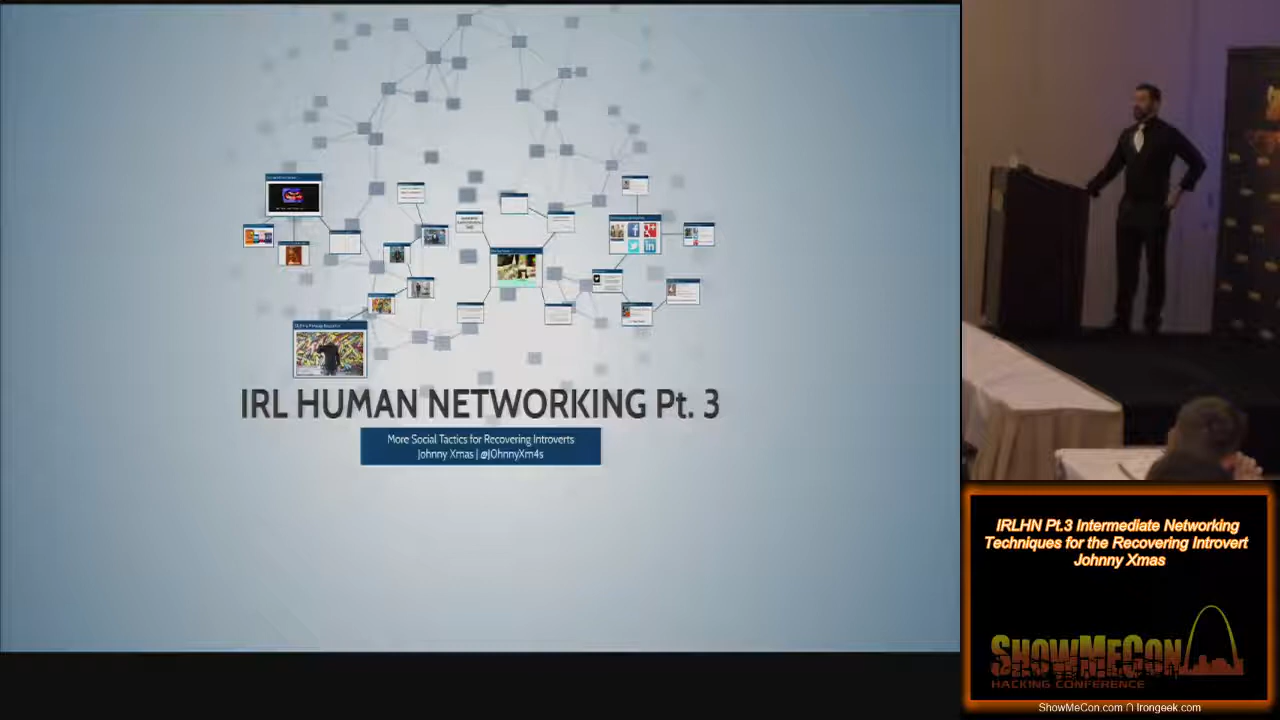 IRL HUMAN NETWORKING Pt. 3
More Social Tactics for Recovering Introverts
Johnny Xmas | @J0hnnyXm4s
IRLHN Pt.3 Intermediate Networking
Techniques for the Recovering Introvert
Johnny Xmas
SHOWMECON
HACKING CONFERENCE
ShowMeCon.com ∩ Irongeek.com